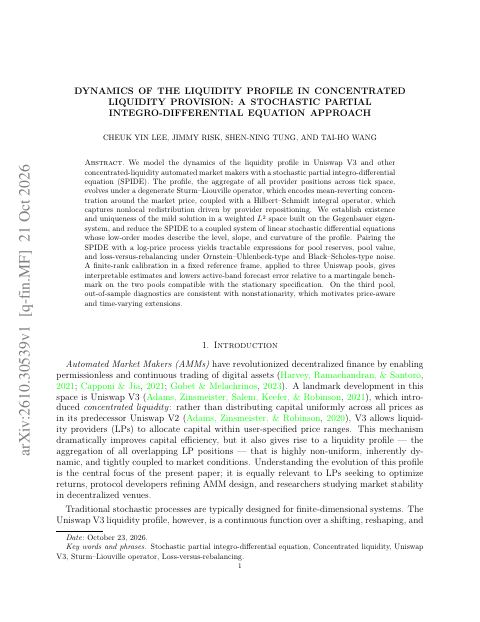 arXiv:2610.30539v1 [q-fin.MF] 21 Oct 2026
DYNAMICS OF THE LIQUIDITY PROFILE IN CONCENTRATED
LIQUIDITY PROVISION: A STOCHASTIC PARTIAL
INTEGRO-DIFFERENTIAL EQUATION APPROACH
CHEUK YIN LEE, JIMMY RISK, SHEN-NING TUNG, AND TAI-HO WANG
Abstract. We model the dynamics of the liquidity profile in Uniswap V3 and other
concentrated-liquidity automated market makers with a stochastic partial integro-differential
equation (SPIDE). The profile, the aggregate of all provider positions across tick space,
evolves under a degenerate Sturm–Liouville operator, which encodes mean-reverting concen-
tration around the market price, coupled with a Hilbert–Schmidt integral operator, which
captures nonlocal redistribution driven by provider repositioning. We establish existence
and uniqueness of the mild solution in a weighted L² space built on the Gegenbauer eigen-
system, and reduce the SPIDE to a coupled system of linear stochastic differential equations
whose low-order modes describe the level, slope, and curvature of the profile. Pairing the
SPIDE with a log-price process yields tractable expressions for pool reserves, pool value,
and loss-versus-rebalancing under Ornstein–Uhlenbeck-type and Black–Scholes-type noise.
A finite-rank calibration in a fixed reference frame, applied to three Uniswap pools, gives
interpretable estimates and lowers active-band forecast error relative to a martingale bench-
mark on the two pools compatible with the stationary specification. On the third pool,
out-of-sample diagnostics are consistent with nonstationarity, which motivates price-aware
and time-varying extensions.
1. Introduction
Automated Market Makers (AMMs) have revolutionized decentralized finance by enabling
permissionless and continuous trading of digital assets (Harvey, Ramachandran, & Santoro,
2021; Capponi & Jia, 2021; Gobet & Melachrinos, 2023). A landmark development in this
space is Uniswap V3 (Adams, Zinsmeister, Salem, Keefer, & Robinson, 2021), which intro-
duced concentrated liquidity: rather than distributing capital uniformly across all prices as
in its predecessor Uniswap V2 (Adams, Zinsmeister, & Robinson, 2020), V3 allows liquid-
ity providers (LPs) to allocate capital within user-specified price ranges. This mechanism
dramatically improves capital efficiency, but it also gives rise to a liquidity profile — the
aggregation of all overlapping LP positions — that is highly non-uniform, inherently dy-
namic, and tightly coupled to market conditions. Understanding the evolution of this profile
is the central focus of the present paper; it is equally relevant to LPs seeking to optimize
returns, protocol developers refining AMM design, and researchers studying market stability
in decentralized venues.
Traditional stochastic processes are typically designed for finite-dimensional systems. The
Uniswap V3 liquidity profile, however, is a continuous function over a shifting, reshaping, and
Date: October 23, 2026.
Key words and phrases. Stochastic partial integro-differential equation, Concentrated liquidity, Uniswap
V3, Sturm–Liouville operator, Loss-versus-rebalancing.
1